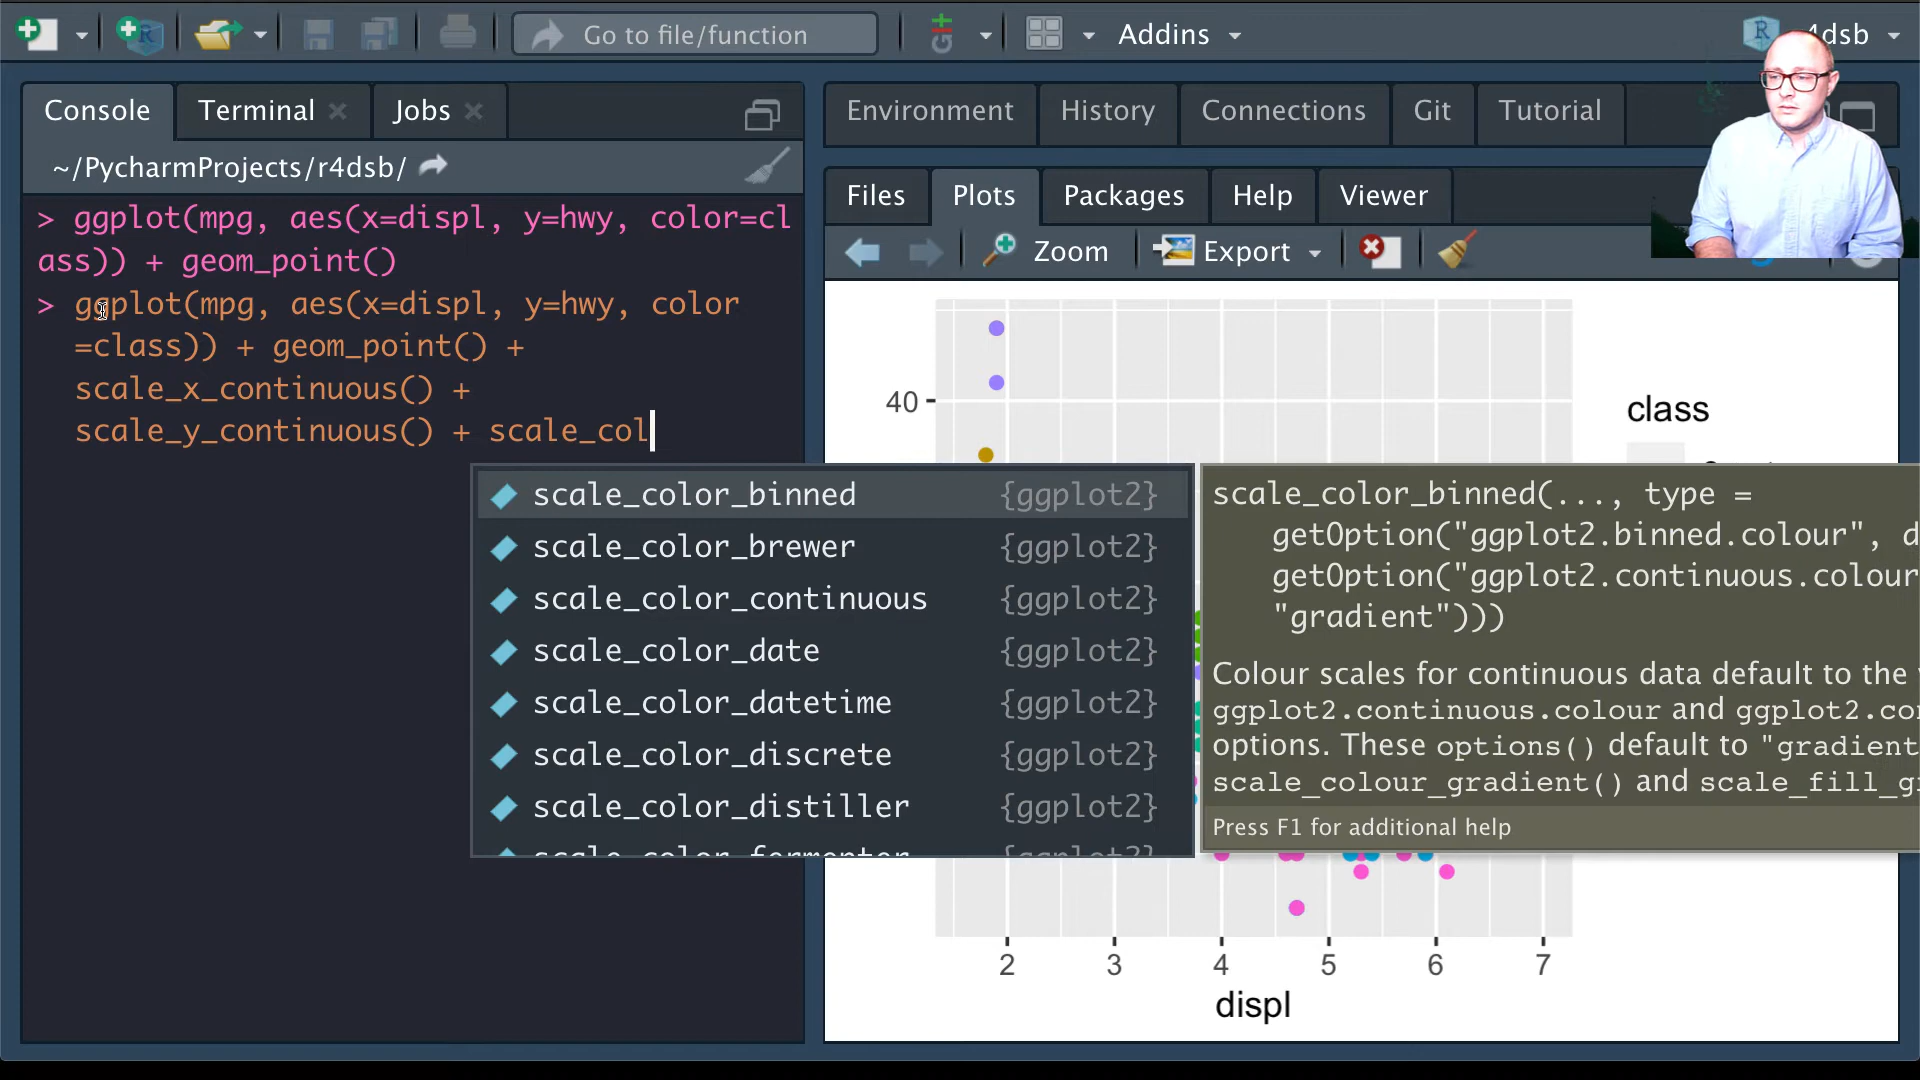 Go to file/function
Git
Addins
4dsb
Console
Terminal
Jobs
~/PycharmProjects/r4dsb/
> ggplot(mpg, aes(x=displ, y=hwy, color=cl
ass)) + geom_point()
> ggplot(mpg, aes(x=displ, y=hwy, color
=class)) + geom_point() +
scale_x_continuous() +
scale_y_continuous() + scale_col
scale_color_binned {ggplot2}
scale_color_brewer {ggplot2}
scale_color_continuous {ggplot2}
scale_color_date {ggplot2}
scale_color_datetime {ggplot2}
scale_color_discrete {ggplot2}
scale_color_distiller {ggplot2}
scale_color_fermenter {ggplot2}
Environment
History
Connections
Git
Tutorial
Files
Plots
Packages
Help
Viewer
Zoom
Export
40
class
scale_color_binned(..., type =
getOption("ggplot2.binned.colour", d
getOption("ggplot2.continuous.colour
"gradient")))
Colour scales for continuous data default to the
ggplot2.continuous.colour and ggplot2.co
options. These options() default to "gradient
scale_colour_gradient() and scale_fill_g
Press F1 for additional help
2 3 4 5 6 7
displ